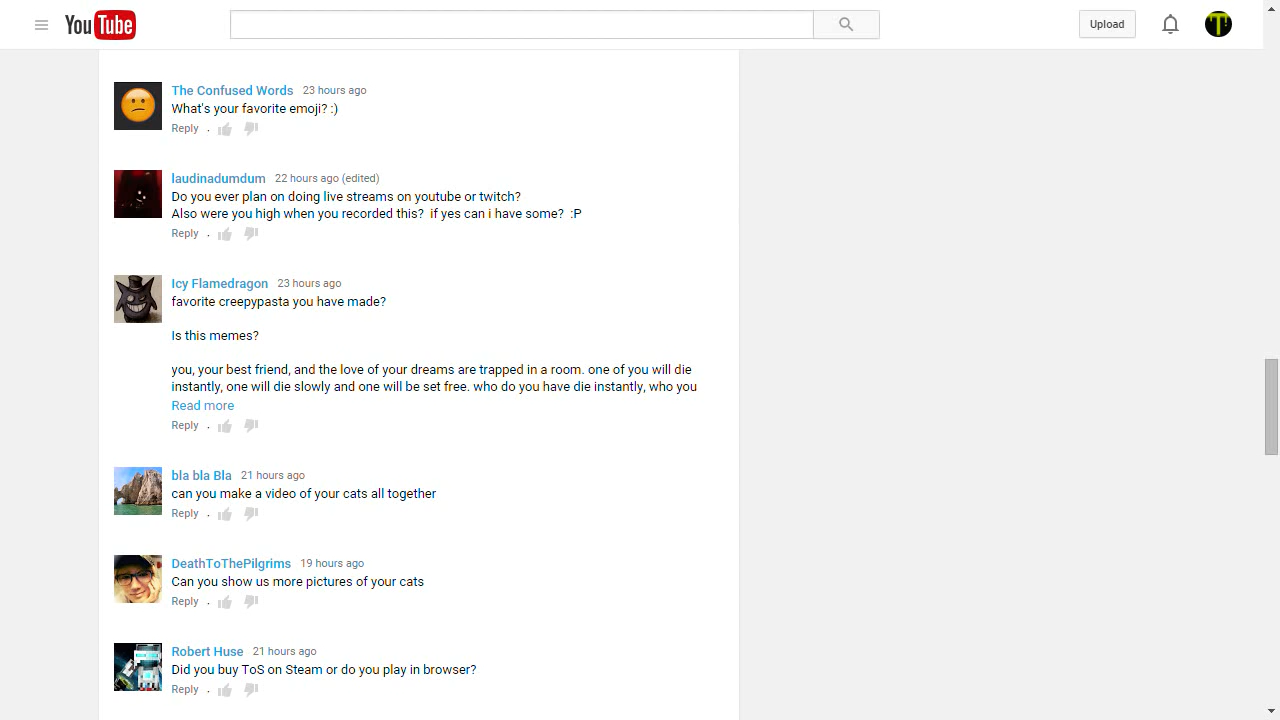 YouTube
Upload
T
The Confused Words 23 hours ago
What's your favorite emoji? :)
Reply .
laudinadumdum 22 hours ago (edited)
Do you ever plan on doing live streams on youtube or twitch?
Also were you high when you recorded this?  if yes can i have some?  :P
Reply .
Icy Flamedragon 23 hours ago
favorite creepypasta you have made?
Is this memes?
you, your best friend, and the love of your dreams are trapped in a room. one of you will die
instantly, one will die slowly and one will be set free. who do you have die instantly, who you
Read more
Reply .
bla bla Bla 21 hours ago
can you make a video of your cats all together
Reply .
DeathToThePilgrims 19 hours ago
Can you show us more pictures of your cats
Reply .
Robert Huse 21 hours ago
Did you buy ToS on Steam or do you play in browser?
Reply .